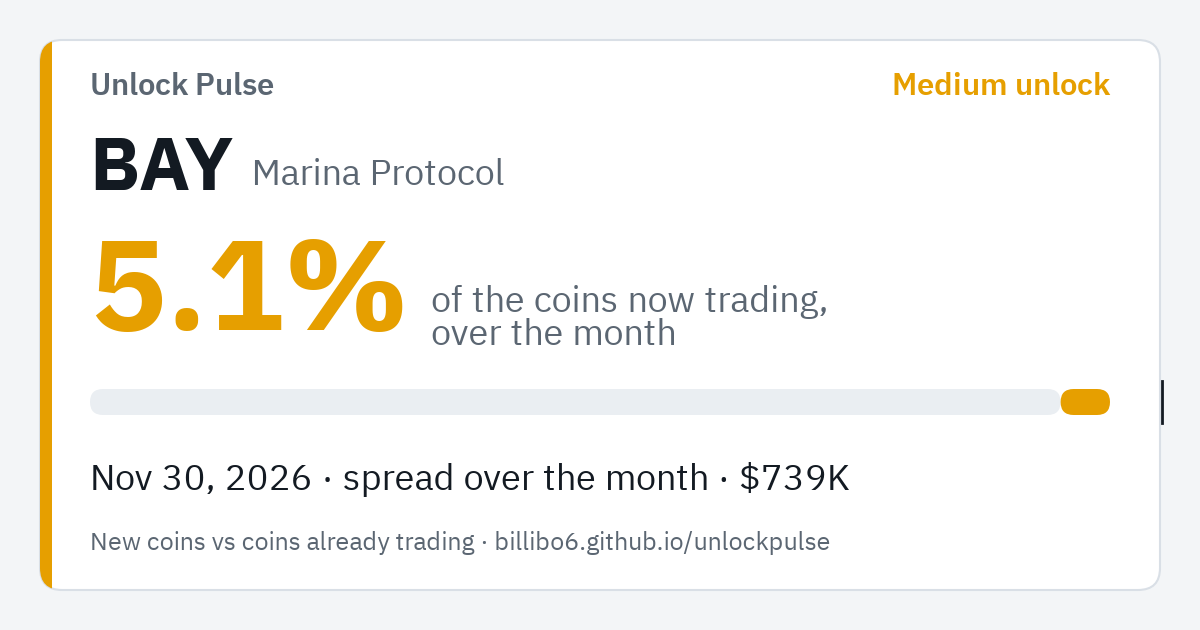 Unlock Pulse
Medium unlock
BAY Marina Protocol
5.1% of the coins now trading,
over the month
Nov 30, 2026 · spread over the month · $739K
New coins vs coins already trading · billibo6.github.io/unlockpulse